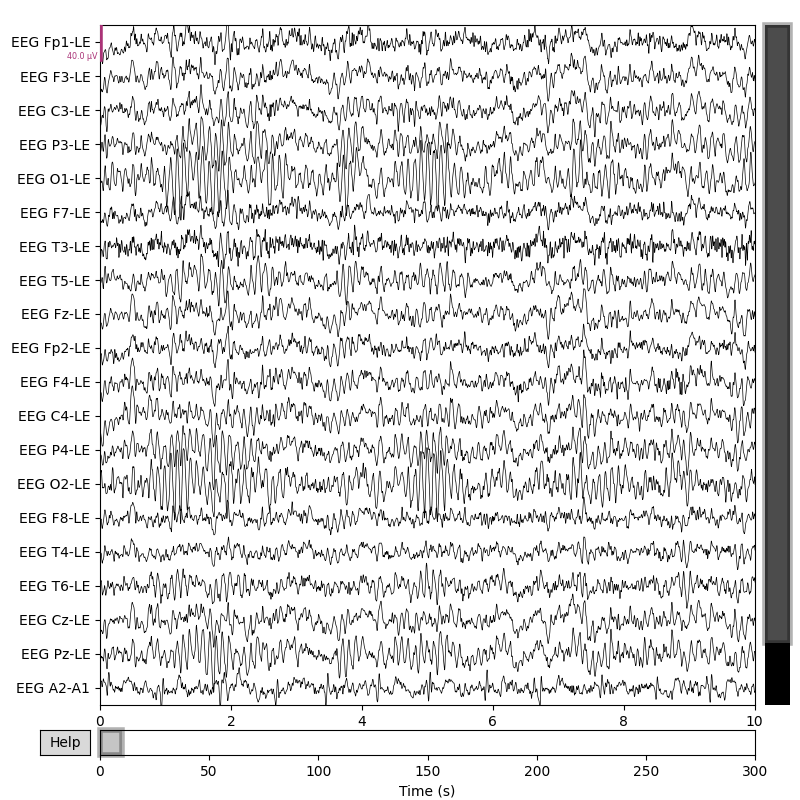 EEG Fp1-LE
40.0 µV
EEG F3-LE
EEG C3-LE
EEG P3-LE
EEG O1-LE
EEG F7-LE
EEG T3-LE
EEG T5-LE
EEG Fz-LE
EEG Fp2-LE
EEG F4-LE
EEG C4-LE
EEG P4-LE
EEG O2-LE
EEG F8-LE
EEG T4-LE
EEG T6-LE
EEG Cz-LE
EEG Pz-LE
EEG A2-A1
0 2 4 6 8 10
Help
0 50 100 150 200 250 300
Time (s)